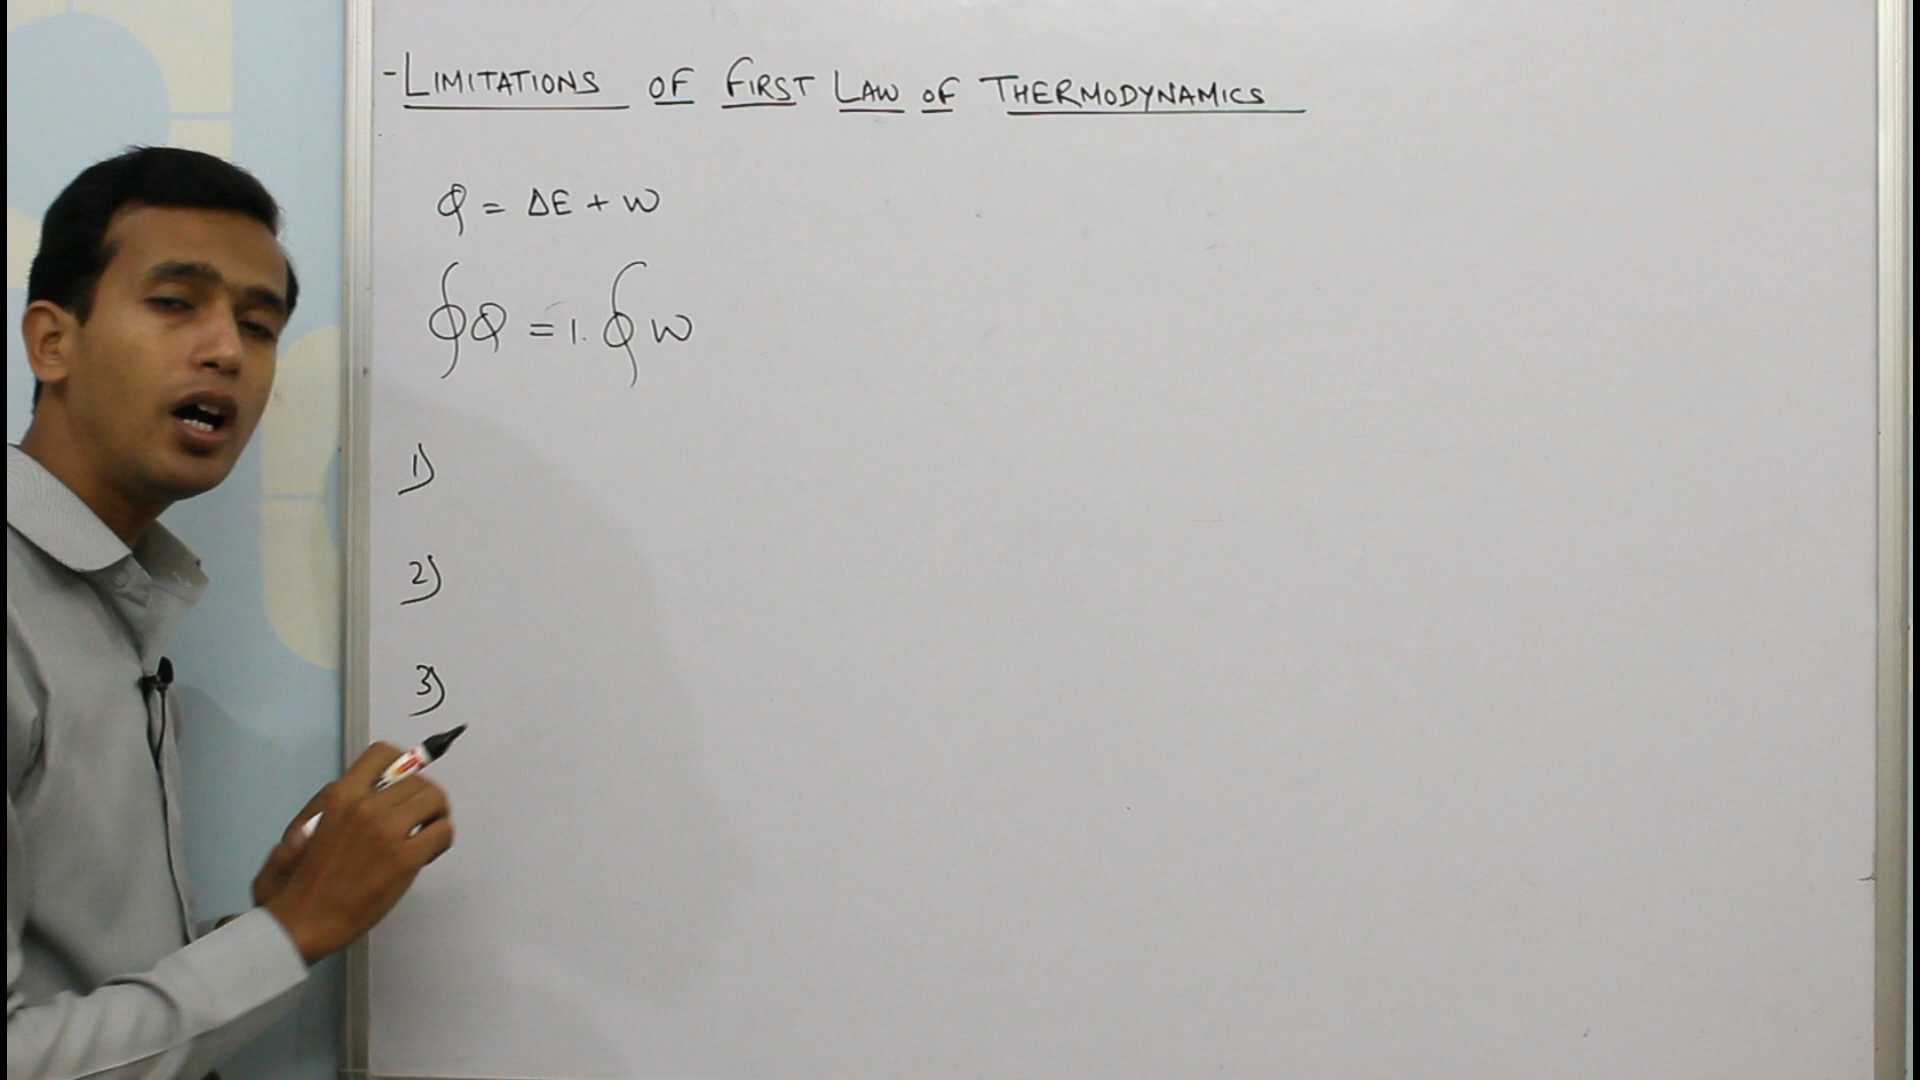 - LIMITATIONS OF FIRST LAW OF THERMODYNAMICS
Q = ΔE + W
∮Q = 1. ∮W
1)
2)
3)